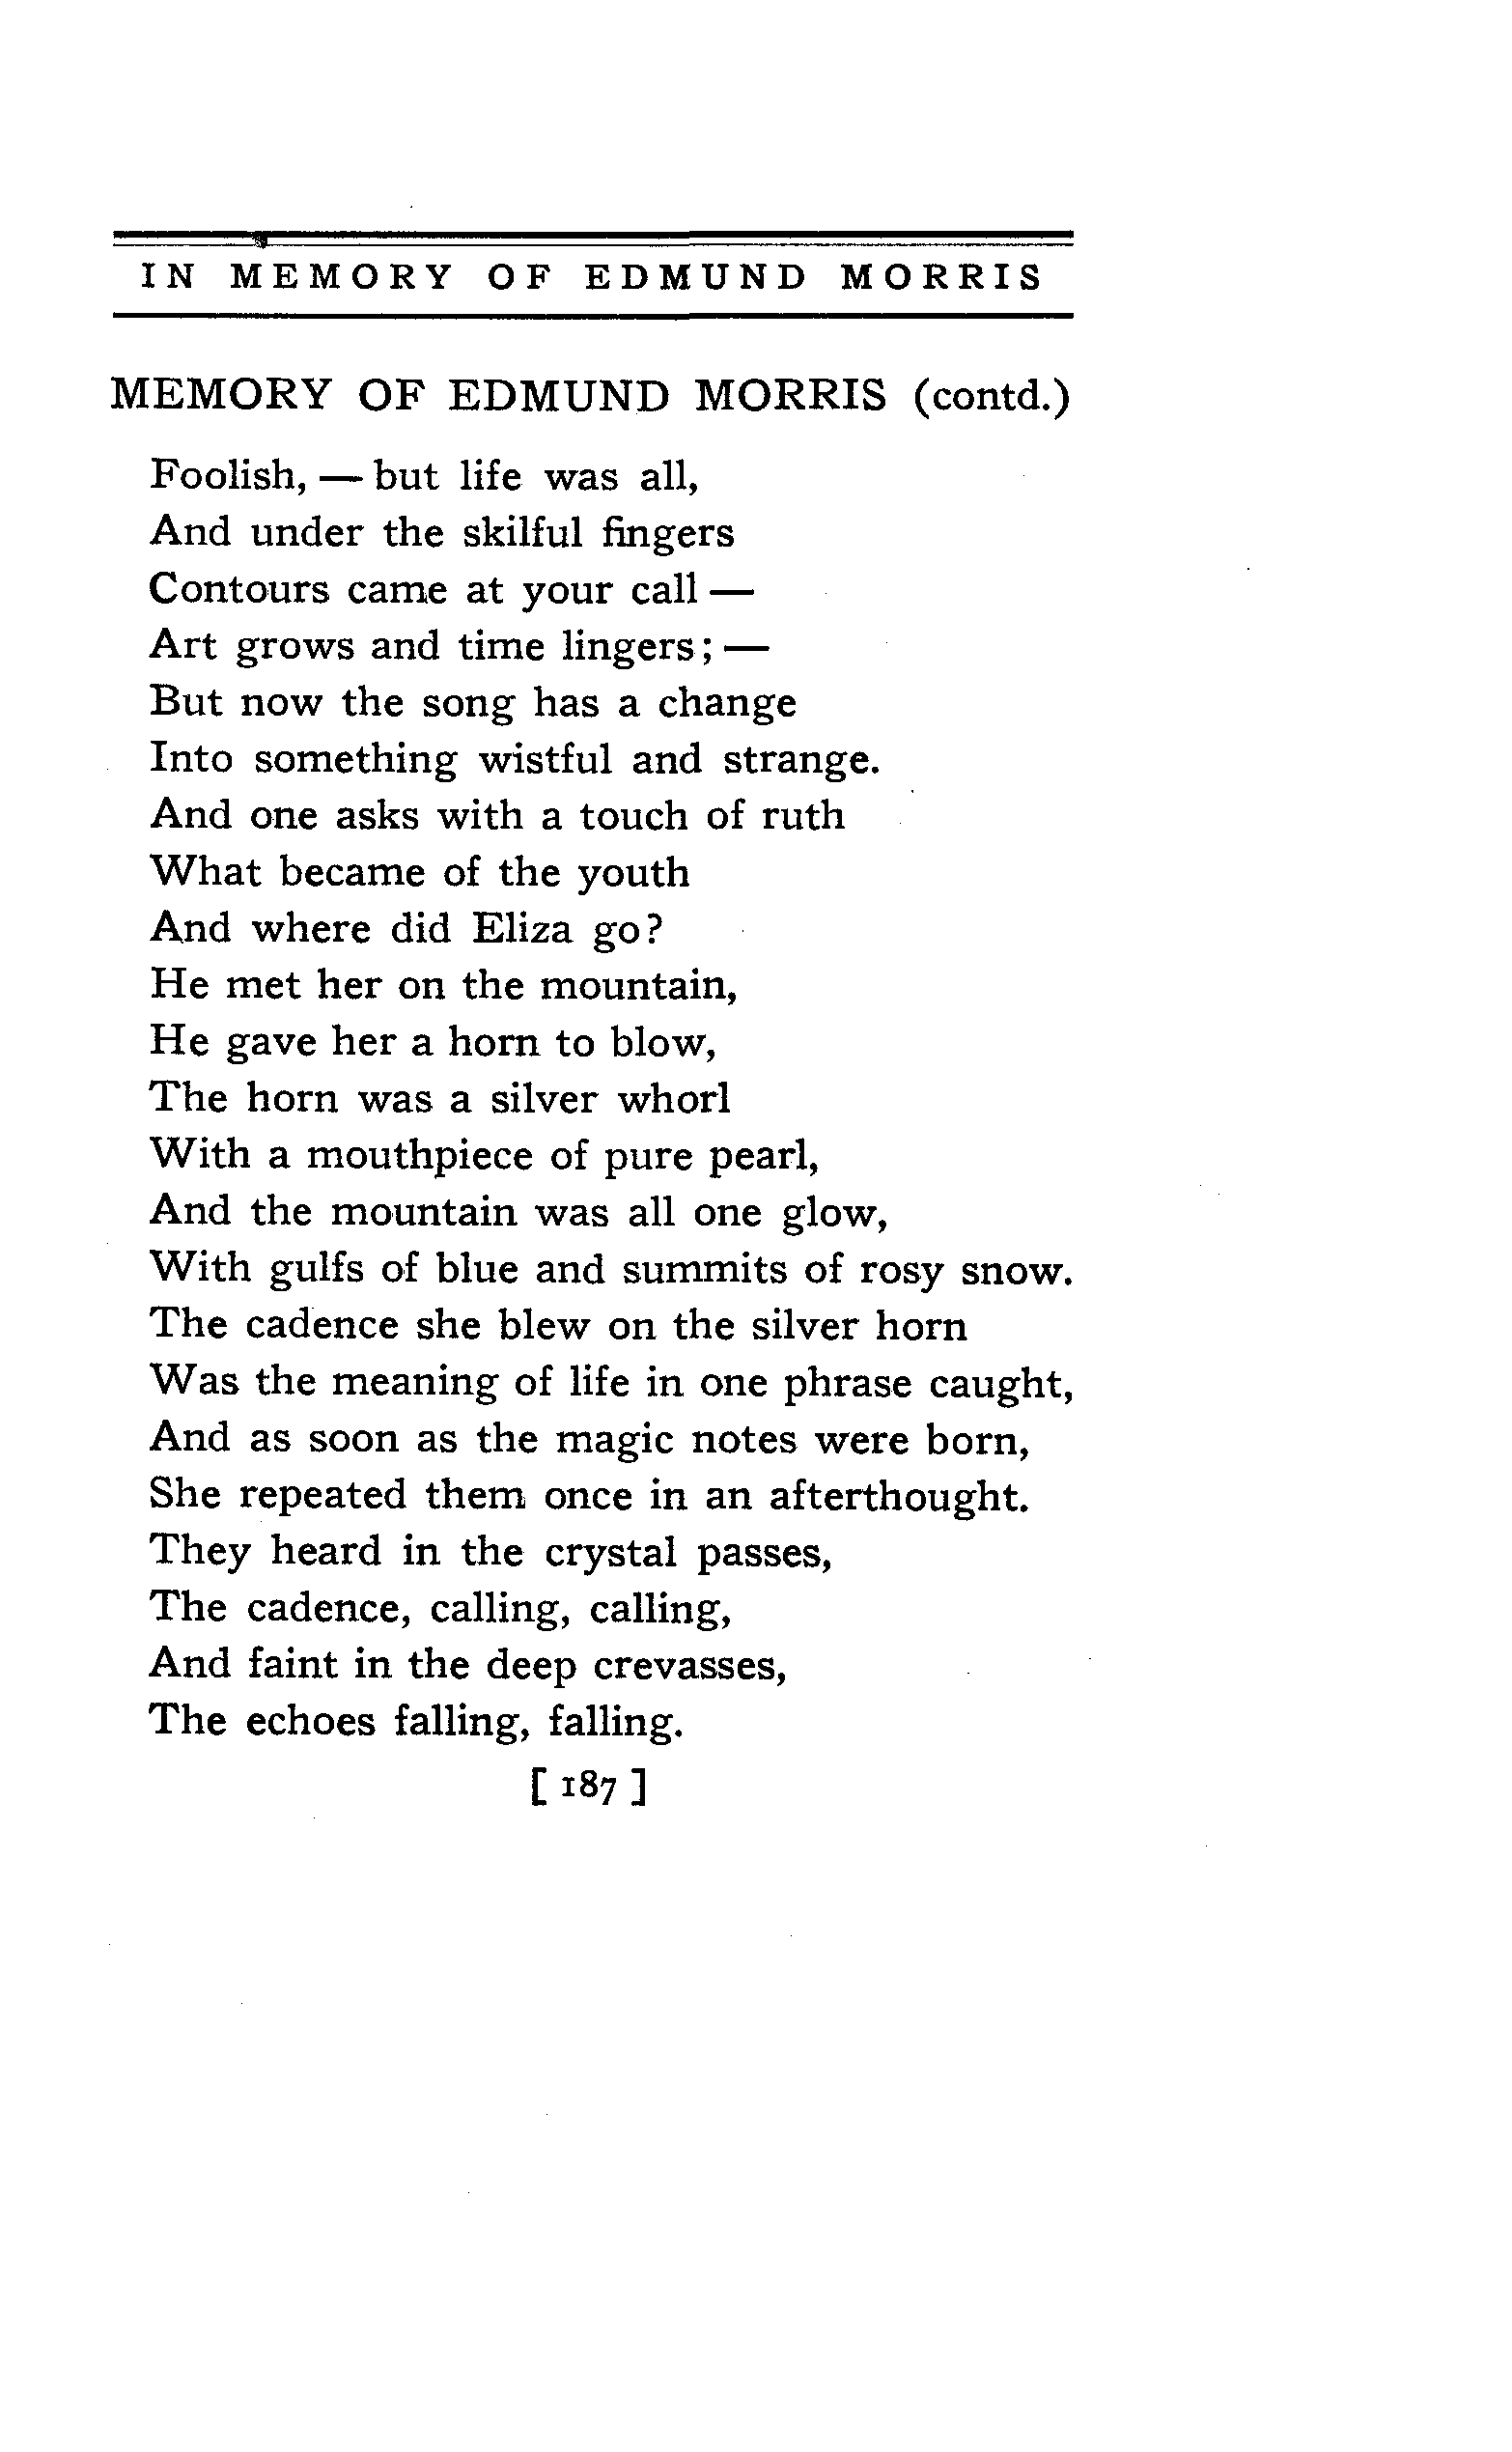 IN MEMORY OF EDMUND MORRIS
MEMORY OF EDMUND MORRIS (contd.)
Foolish, — but life was all,
And under the skilful fingers
Contours came at your call —
Art grows and time lingers; —
But now the song has a change
Into something wistful and strange.
And one asks with a touch of ruth
What became of the youth
And where did Eliza go?
He met her on the mountain,
He gave her a horn to blow,
The horn was a silver whorl
With a mouthpiece of pure pearl,
And the mountain was all one glow,
With gulfs of blue and summits of rosy snow.
The cadence she blew on the silver horn
Was the meaning of life in one phrase caught,
And as soon as the magic notes were born,
She repeated them once in an afterthought.
They heard in the crystal passes,
The cadence, calling, calling,
And faint in the deep crevasses,
The echoes falling, falling.
[ 187 ]